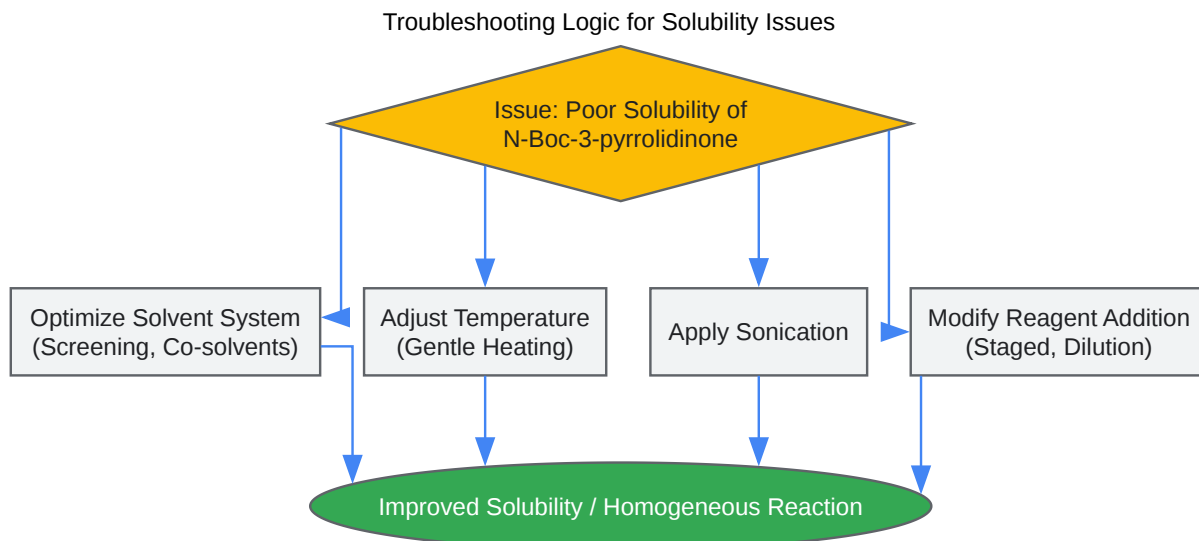 Troubleshooting Logic for Solubility Issues
Issue: Poor Solubility of
N-Boc-3-pyrrolidinone
Optimize Solvent System
(Screening, Co-solvents)
Adjust Temperature
(Gentle Heating)
Apply Sonication
Modify Reagent Addition
(Staged, Dilution)
Improved Solubility / Homogeneous Reaction